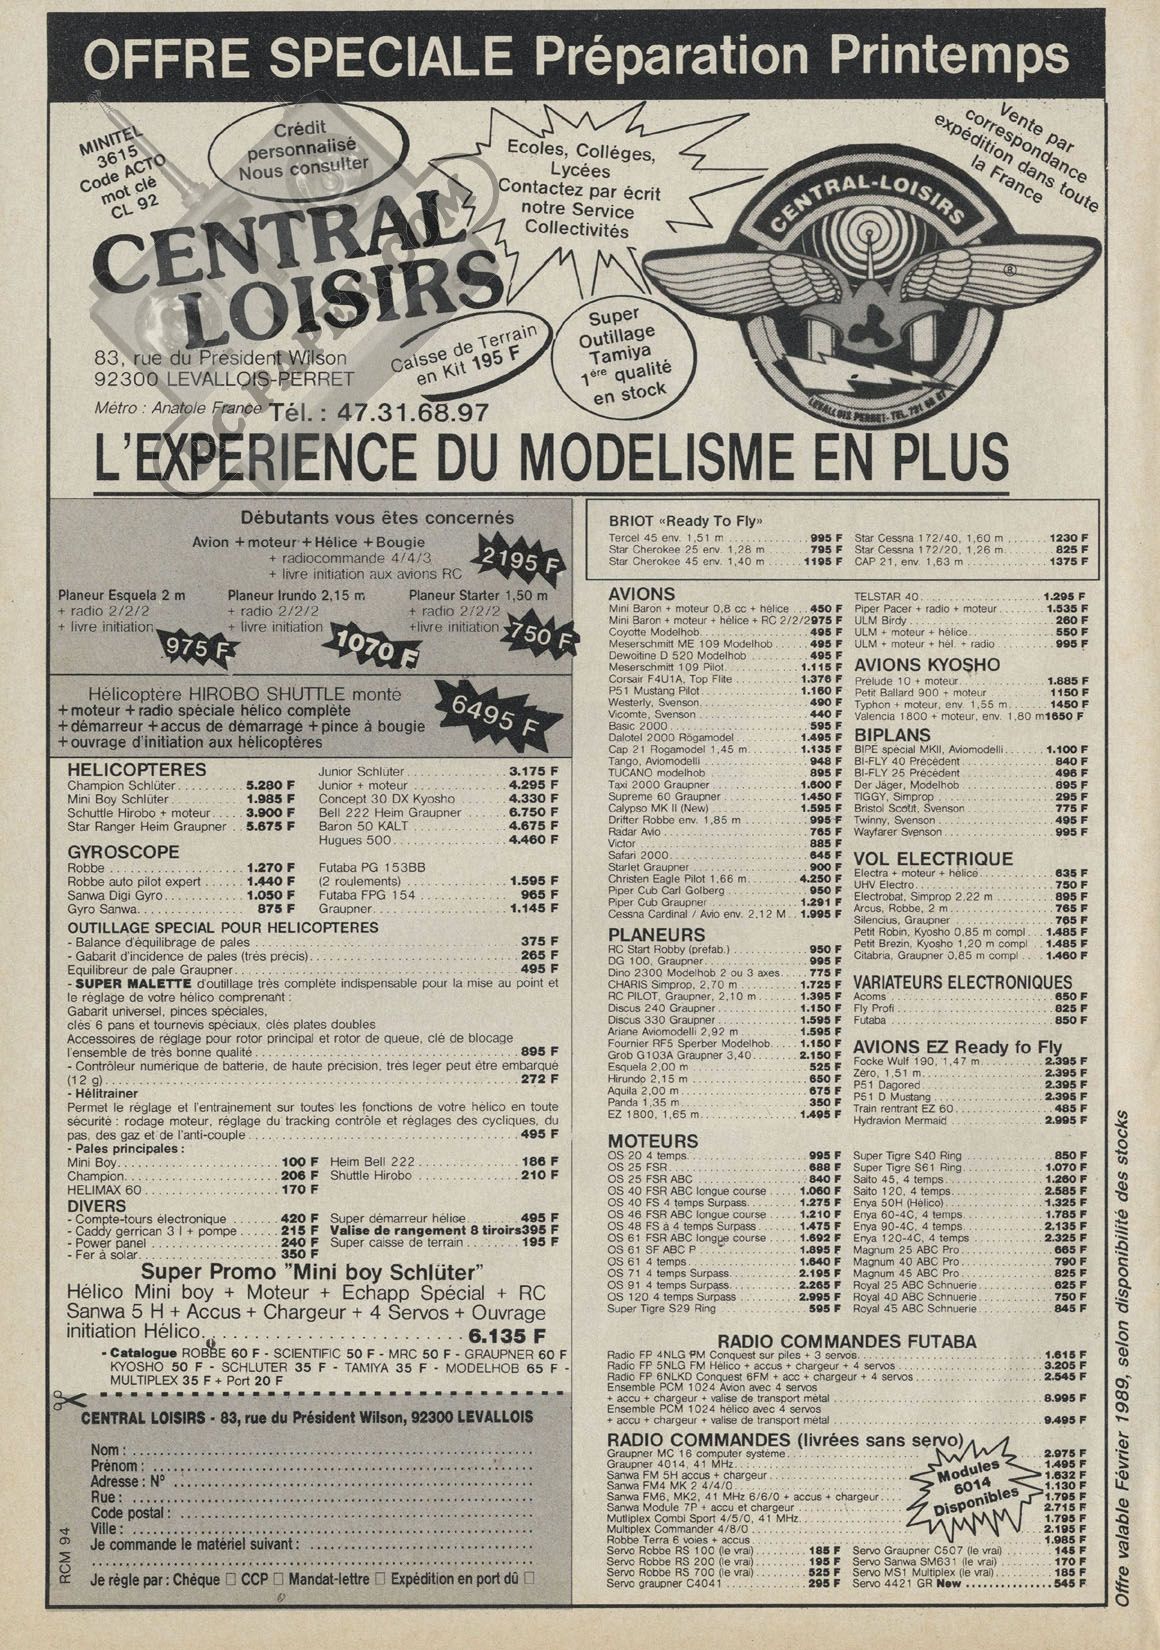 OFFRE SPECIALE Préparation Printemps
MINITEL
3615
Code ACTO
mot clé
CL 92
Crédit
personnalisé
Nous consulter
Ecoles, Collèges,
Lycées
Contactez par écrit
notre Service
Collectivités
Vente par
correspondance
expédition dans toute
la France
CENTRAL
LOISIRS
CENTRAL-LOISIRS
®
LEVALLOIS PERRET - TEL. 731 68 97
83, rue du Président Wilson
92300 LEVALLOIS-PERRET
Métro : Anatole France Tél. : 47.31.68.97
Caisse de Terrain
en Kit 195 F
Super
Outillage
Tamiya
1ère qualité
en stock
L'EXPERIENCE DU MODELISME EN PLUS
Débutants vous êtes concernés
Avion + moteur + Hélice + Bougie
+ radiocommande 4/4/3
+ livre initiation aux avions RC
2195 F
Planeur Esquela 2 m
+ radio 2/2/2
+ livre initiation
975 F
Planeur Irundo 2,15 m
+ radio 2/2/2
+ livre initiation
1070 F
Planeur Starter 1,50 m
+ radio 2/2/2
+livre initiation
750 F
Hélicoptère HIROBO SHUTTLE monté
+ moteur + radio spéciale hélico complète
+ démarreur + accus de démarrage + pince à bougie
+ ouvrage d'initiation aux hélicoptères
6495 F
HELICOPTERES
Champion Schlüter 5.280 F
Mini Boy Schlüter 1.985 F
Schuttle Hirobo + moteur 3.900 F
Star Ranger Heim Graupner 5.675 F
Junior Schluter 3.175 F
Junior + moteur 4.295 F
Concept 30 DX Kyosho 4.330 F
Bell 222 Heim Graupner 6.750 F
Baron 50 KALT 4.675 F
Hugues 500 4.460 F
GYROSCOPE
Robbe 1.270 F
Robbe auto pilot expert 1.440 F
Sanwa Digi Gyro 1.050 F
Gyro Sanwa 875 F
Futaba PG 153BB
(2 roulements) 1.595 F
Futaba FPG 154 965 F
Graupner 1.145 F
OUTILLAGE SPECIAL POUR HELICOPTERES
- Balance d'équilibrage de pales 375 F
- Gabarit d'incidence de pales (très précis) 265 F
Equilibreur de pale Graupner 495 F
- SUPER MALETTE d'outillage très complète indispensable pour la mise au point et
le réglage de votre hélico comprenant :
Gabarit universel, pinces spéciales,
clés 6 pans et tournevis spéciaux, clés plates doubles
Accessoires de réglage pour rotor principal et rotor de queue, clé de blocage
l'ensemble de très bonne qualité 895 F
- Contrôleur numérique de batterie, de haute précision, très leger peut être embarqué
(12 g) 272 F
- Hélitrainer
Permet le réglage et l'entrainement sur toutes les fonctions de votre hélico en toute
sécurité : rodage moteur, réglage du tracking contrôle et réglages des cycliques, du
pas, des gaz et de l'anti-couple 495 F
- Pales principales :
Mini Boy 100 F
Champion 206 F
HELIMAX 60 170 F
Heim Bell 222 186 F
Shuttle Hirobo 210 F
DIVERS
- Compte-tours électronique 420 F
- Caddy gerrican 3 l + pompe 215 F
- Power panel 240 F
- Fer à solar 350 F
Super démarreur hélice 495 F
Valise de rangement 8 tiroirs 395 F
Super caisse de terrain 195 F
Super Promo "Mini boy Schlüter"
Hélico Mini boy + Moteur + Echapp Spécial + RC
Sanwa 5 H + Accus + Chargeur + 4 Servos + Ouvrage
initiation Hélico 6.135 F
- Catalogue ROBBE 60 F - SCIENTIFIC 50 F - MRC 50 F - GRAUPNER 60 F
KYOSHO 50 F - SCHLUTER 35 F - TAMIYA 35 F - MODELHOB 65 F -
MULTIPLEX 35 F + Port 20 F
CENTRAL LOISIRS - 83, rue du Président Wilson, 92300 LEVALLOIS
Nom :
Prénom :
Adresse : N°
Rue :
Code postal :
Ville :
Je commande le matériel suivant :
Je règle par : Chèque □ CCP □ Mandat-lettre □ Expédition en port dû □
RCM 94
BRIOT «Ready To Fly»
Tercel 45 env. 1,51 m 995 F
Star Cherokee 25 env. 1,28 m 795 F
Star Cherokee 45 env. 1,40 m 1195 F
Star Cessna 172/40, 1,60 m 1230 F
Star Cessna 172/20, 1,26 m 825 F
CAP 21, env. 1,63 m 1375 F
AVIONS
Mini Baron + moteur 0,8 cc + hélice 450 F
Mini Baron + moteur + hélice + RC 2/2/2 975 F
Coyotte Modelhob 495 F
Meserschmitt ME 109 Modelhob 495 F
Dewoitine D 520 Modelhob 495 F
Meserschmitt 109 Pilot 1.115 F
Corsair F4U1A, Top Flite 1.376 F
P51 Mustang Pilot 1.160 F
Westerly, Svenson 490 F
Vicomte, Svenson 440 F
Basic 2000 595 F
Dalotel 2000 Rogamodel 1.495 F
Cap 21 Rogamodel 1,45 m 1.135 F
Tango, Aviomodelli 948 F
TUCANO modelhob 895 F
Taxi 2000 Graupner 1.600 F
Supreme 60 Graupner 1.450 F
Calypso MK II (New) 1.595 F
Drifter Robbe env. 1,85 m 995 F
Radar Avio 765 F
Victor 885 F
Safari 2000 645 F
Starlet Graupner 900 F
Christen Eagle Pilot 1,66 m 4.250 F
Piper Cub Carl Golberg 950 F
Piper Cub Graupner 1.291 F
Cessna Cardinal / Avio env. 2,12 M 1.995 F
PLANEURS
RC Start Robby (prefab.) 950 F
DG 100, Graupner 995 F
Dino 2300 Modelhob 2 ou 3 axes 775 F
CHARIS Simprop, 2,70 m 1.725 F
RC PILOT, Graupner, 2,10 m 1.395 F
Discus 240 Graupner 1.150 F
Discus 330 Graupner 1.595 F
Ariane Aviomodelli 2,92 m 1.595 F
Fournier RF5 Sperber Modelhob 1.150 F
Grob G103A Graupner 3,40 2.150 F
Esquela 2,00 m 525 F
Hirundo 2,15 m 650 F
Aquila 2,00 m 675 F
Panda 1,35 m 350 F
EZ 1800, 1,65 m 1.495 F
MOTEURS
OS 20 4 temps 995 F
OS 25 FSR 688 F
OS 25 FSR ABC 840 F
OS 40 FSR ABC longue course 1.060 F
OS 40 FS 4 temps Surpass 1.275 F
OS 46 FSR ABC longue course 1.210 F
OS 48 FS à 4 temps Surpass 1.475 F
OS 61 FSR ABC longue course 1.692 F
OS 61 SF ABC P 1.895 F
OS 61 4 temps 1.640 F
OS 71 4 temps Surpass 2.195 F
OS 91 4 temps Surpass 2.265 F
OS 120 4 temps Surpass 2.995 F
Super Tigre S29 Ring 595 F
TELSTAR 40 1.295 F
Piper Pacer + radio + moteur 1.535 F
ULM Birdy 260 F
ULM + moteur + hélice 550 F
ULM + moteur + hél. + radio 995 F
AVIONS KYOSHO
Prélude 10 + moteur 1.885 F
Petit Ballard 900 + moteur 1150 F
Typhon + moteur, env. 1,55 m 1450 F
Valencia 1800 + moteur, env. 1,80 m 1650 F
BIPLANS
BIPE spécial MKII, Aviomodelli 1.100 F
BI-FLY 40 Précédent 840 F
BI-FLY 25 Précédent 496 F
Der Jäger, Modelhob 895 F
TIGGY, Simprop 295 F
Bristol Scotit, Svenson 775 F
Twinny, Svenson 495 F
Wayfarer Svenson 995 F
VOL ELECTRIQUE
Electra + moteur + hélice 635 F
UHV Electro 750 F
Electrobat, Simprop 2,22 m 895 F
Arcus, Robbe, 2 m 765 F
Silencius, Graupner 765 F
Petit Robin, Kyosho 0,85 m compl 1.485 F
Petit Brezin, Kyosho 1,20 m compl 1.485 F
Citabria, Graupner 0,85 m compl 1.460 F
VARIATEURS ELECTRONIQUES
Acoms 650 F
Fly Profi 825 F
Futaba 850 F
AVIONS EZ Ready fo Fly
Focke Wulf 190, 1,47 m 2.395 F
Zéro, 1,51 m 2.395 F
P51 Dagored 2.395 F
P51 D Mustang 2.395 F
Train rentrant EZ 60 485 F
Hydravion Mermaid 2.995 F
Super Tigre S40 Ring 850 F
Super Tigre S61 Ring 1.070 F
Saito 45, 4 temps 1.260 F
Saito 120, 4 temps 2.585 F
Enya 50H (Hélico) 1.325 F
Enya 60-4C, 4 temps 1.785 F
Enya 90-4C, 4 temps 2.135 F
Enya 120-4C, 4 temps 2.325 F
Magnum 25 ABC Pro 665 F
Magnum 40 ABC Pro 790 F
Magnum 45 ABC Pro 825 F
Royal 25 ABC Schnuerie 625 F
Royal 40 ABC Schnuerie 750 F
Royal 45 ABC Schnuerie 845 F
RADIO COMMANDES FUTABA
Radio FP 4NLG FM Conquest sur piles + 3 servos 1.615 F
Radio FP 5NLG FM Hélico + accus + chargeur + 4 servos 3.205 F
Radio FP 6NLKD Conquest 6FM + acc + chargeur + 4 servos 2.545 F
Ensemble PCM 1024 Avion avec 4 servos
+ accu + chargeur + valise de transport métal 8.995 F
Ensemble PCM 1024 hélico avec 4 servos
+ accu + chargeur + valise de transport métal 9.495 F
RADIO COMMANDES (livrées sans servo)
Graupner MC 16 computer système 2.975 F
Graupner 4014, 41 MHz 1.495 F
Sanwa FM 5H accus + chargeur 1.632 F
Sanwa FM4 MK 2 4/4/0 1.130 F
Sanwa FM6, MK2, 41 MHz 6/6/0 + accus + chargeur 1.795 F
Sanwa Module 7P + accu et chargeur 2.715 F
Mutliplex Combi Sport 4/5/0, 41 MHz 1.795 F
Multiplex Commander 4/8/0 2.195 F
Robbe Terra 6 voies + accus 1.985 F
Modules
6014
Disponibles
Servo Robbe RS 100 (le vrai) 185 F
Servo Robbe RS 200 (le vrai) 195 F
Servo Robbe RS 700 (le vrai) 525 F
Servo graupner C4041 295 F
Servo Graupner C507 (le vrai) 145 F
Servo Sanwa SM631 (le vrai) 170 F
Servo MS1 Multiplex (le vrai) 185 F
Servo 4421 GR New 545 F
Offre valable Février 1989, selon disponibilité des stocks
RC-PAPER.COM